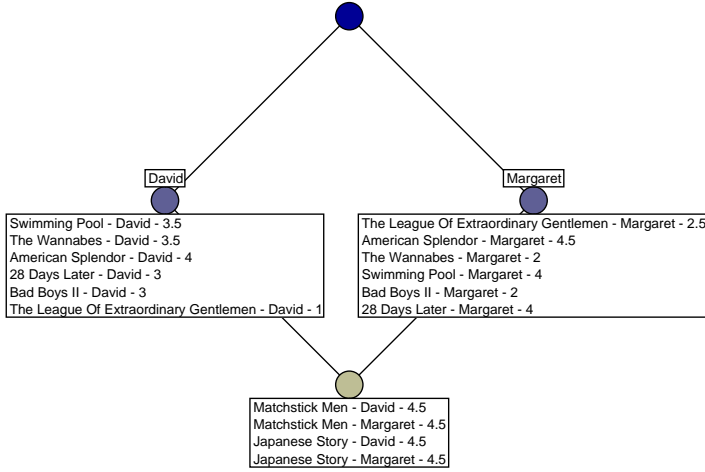 David
Swimming Pool - David - 3.5
The Wannabes - David - 3.5
American Splendor - David - 4
28 Days Later - David - 3
Bad Boys II - David - 3
The League Of Extraordinary Gentlemen - David - 1
Margaret
The League Of Extraordinary Gentlemen - Margaret - 2.5
American Splendor - Margaret - 4.5
The Wannabes - Margaret - 2
Swimming Pool - Margaret - 4
Bad Boys II - Margaret - 2
28 Days Later - Margaret - 4
Matchstick Men - David - 4.5
Matchstick Men - Margaret - 4.5
Japanese Story - David - 4.5
Japanese Story - Margaret - 4.5